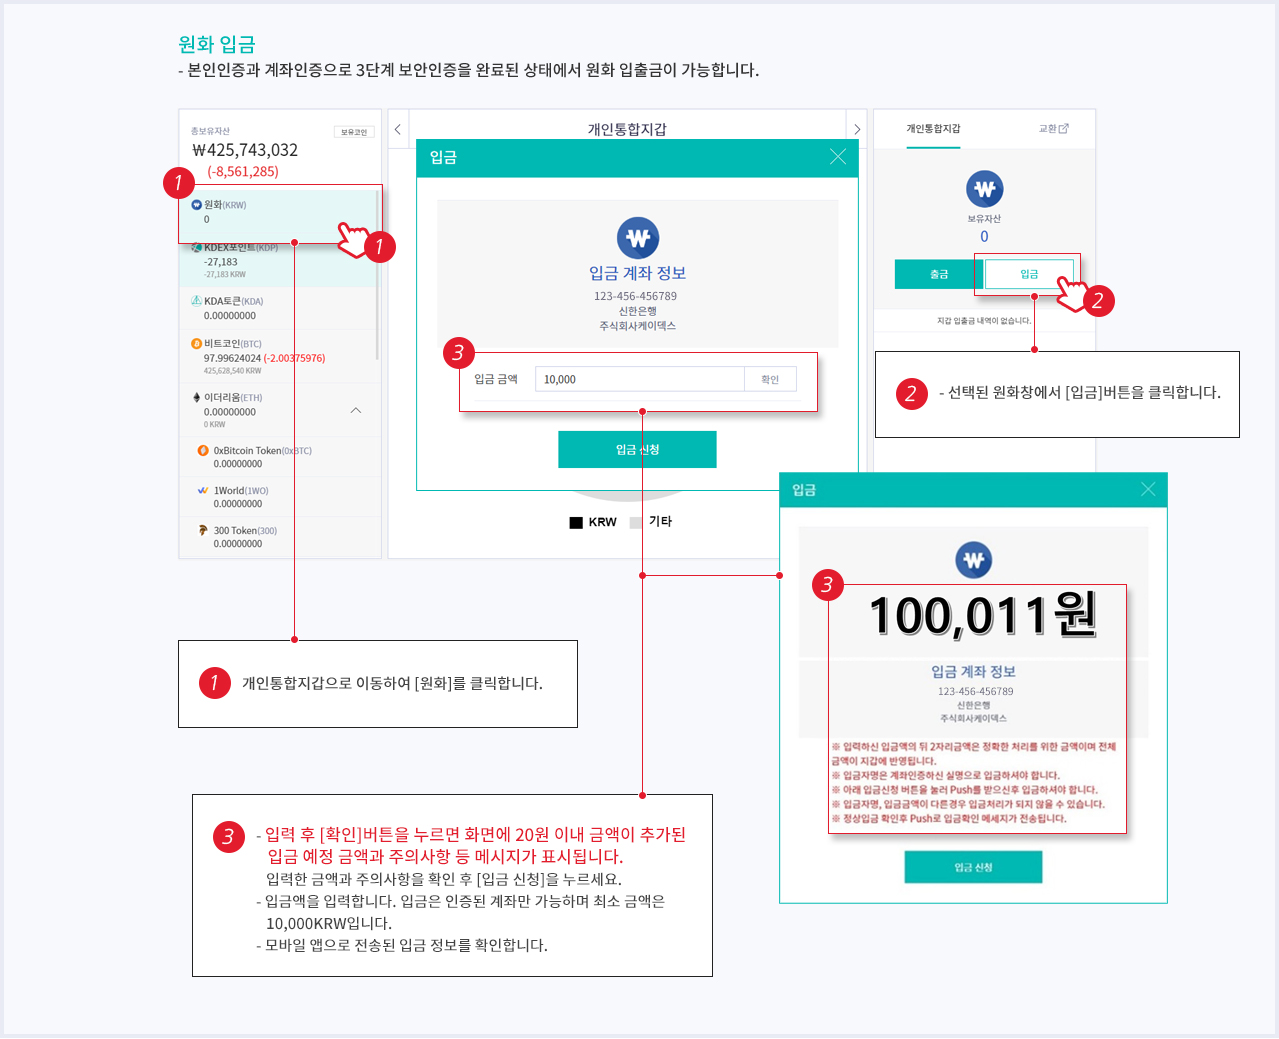 원화 입금
- 본인인증과 계좌인증으로 3단계 보안인증을 완료된 상태에서 원화 입출금이 가능합니다.
총보유자산
보유코인
₩425,743,032
(-8,561,285)
1
원화(KRW)
0
1
KDEX포인트(KDP)
-27,183
-27,183 KRW
KDA토큰(KDA)
0.00000000
비트코인(BTC)
97.99624024 (-2.00375976)
425,628,540 KRW
이더리움(ETH)
0.00000000
0 KRW
0xBitcoin Token(0xBTC)
0.00000000
1World(1WO)
0.00000000
300 Token(300)
0.00000000
개인통합지갑
입금
입금 계좌 정보
123-456-456789
신한은행
주식회사케이덱스
3
입금 금액
10,000
확인
입금 신청
KRW
기타
개인통합지갑
교환
보유자산
0
출금
입금
2
지갑 입출금 내역이 없습니다.
2
- 선택된 원화창에서 [입금]버튼을 클릭합니다.
입금
3
100,011원
입금 계좌 정보
123-456-456789
신한은행
주식회사케이덱스
※ 입력하신 입금액의 뒤 2자리금액은 정확한 처리를 위한 금액이며 전체
금액이 지갑에 반영됩니다.
※ 입금자명은 계좌인증하신 실명으로 입금하셔야 합니다.
※ 아래 입금신청 버튼을 눌러 Push를 받으신후 입금하셔야 합니다.
※ 입금자명, 입금금액이 다른경우 입금처리가 되지 않을 수 있습니다.
※ 정상입금 확인후 Push로 입금확인 메세지가 전송됩니다.
입금 신청
1
개인통합지갑으로 이동하여 [원화]를 클릭합니다.
3
- 입력 후 [확인]버튼을 누르면 화면에 20원 이내 금액이 추가된
입금 예정 금액과 주의사항 등 메시지가 표시됩니다.
입력한 금액과 주의사항을 확인 후 [입금 신청]을 누르세요.
- 입금액을 입력합니다. 입금은 인증된 계좌만 가능하며 최소 금액은
10,000KRW입니다.
- 모바일 앱으로 전송된 입금 정보를 확인합니다.